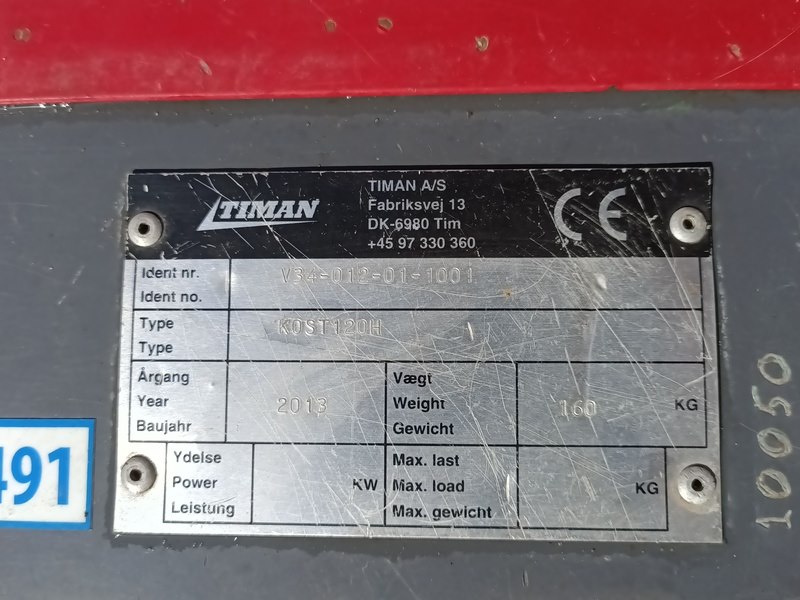 TIMAN
TIMAN A/S
Fabriksvej 13
DK-6980 Tim
+45 97 330 360
CE
Ident nr.
Ident no.
V34-012-01-1001
Type
Type
KOST120H
Årgang
Year
Baujahr
2013
Vægt
Weight
Gewicht
160
KG
Ydelse
Power
Leistung
KW
Max. last
Max. load
Max. gewicht
KG
491
10050